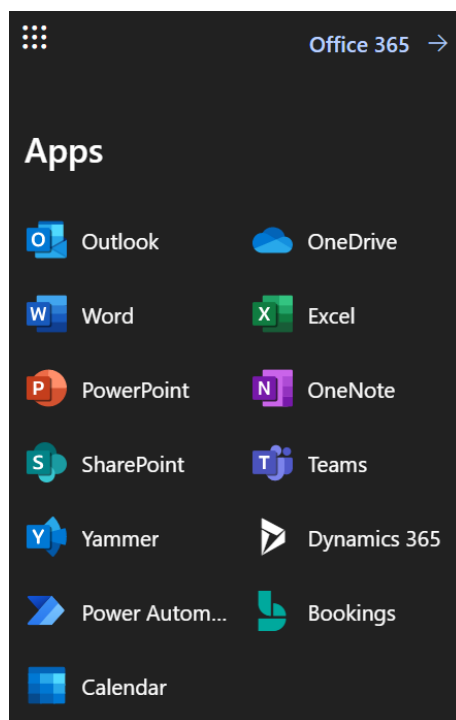 Office 365 →
Apps
Outlook OneDrive
Word Excel
PowerPoint OneNote
SharePoint Teams
Yammer Dynamics 365
Power Autom... Bookings
Calendar